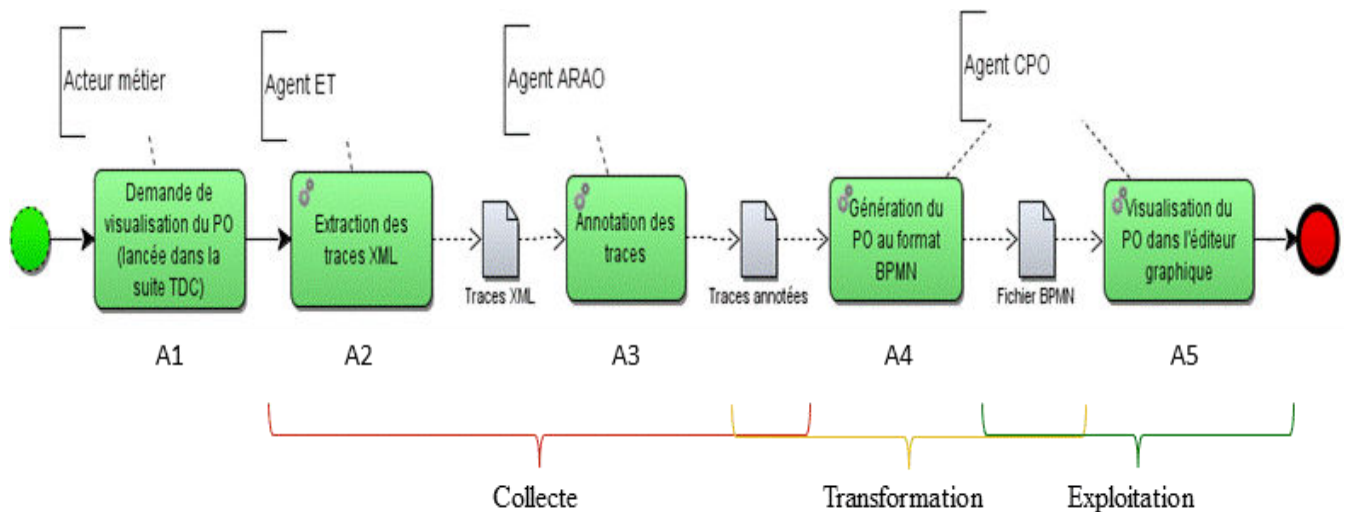 Acteur métier
Agent ET
Agent ARAO
Agent CPO
Demande de
visualisation du PO
(lancée dans la
suite TDC)
Extraction des
traces XML
Traces XML
Annotation des
traces
Traces annotées
Génération du
PO au format
BPMN
Fichier BPMN
Visualisation du
PO dans l'éditeur
graphique
A1
A2
A3
A4
A5
Collecte
Transformation
Exploitation